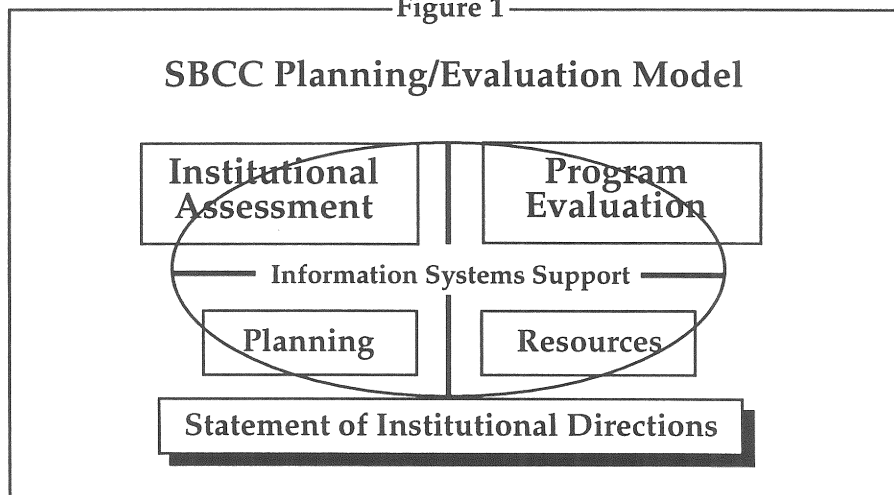 Figure 1
SBCC Planning/Evaluation Model
Institutional
Assessment
Program
Evaluation
Information Systems Support
Planning
Resources
Statement of Institutional Directions